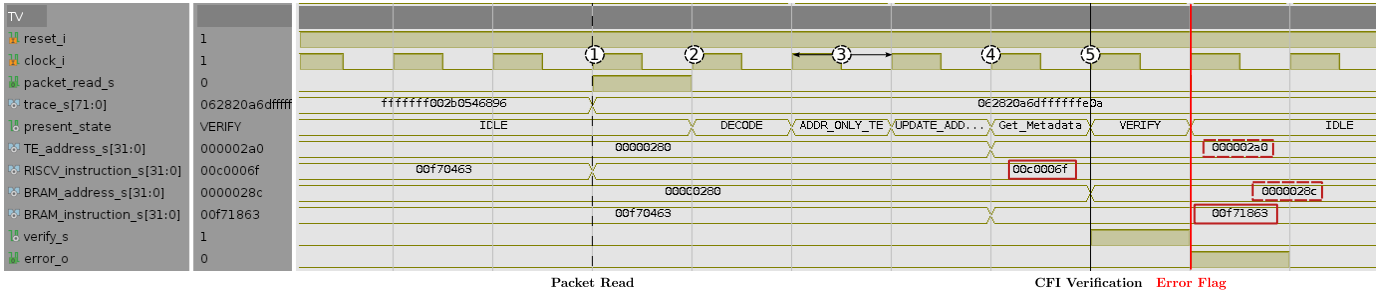 TV
reset_i 1
clock_i 1 1 2 3 4 5
packet_read_s 0
trace_s[71:0] 062820a6dfffff fffffff002b0546896 062820a6dffffffe0a
present_state VERIFY IDLE DECODE ADDR_ONLY_TE UPDATE_ADD... Get_Metadata VERIFY IDLE
TE_address_s[31:0] 000002a0 00000280 000002a0
RISCV_instruction_s[31:0] 00c0006f 00f70463 00c0006f
BRAM_address_s[31:0] 0000028c 00000280 0000028c
BRAM_instruction_s[31:0] 00f71863 00f70463 00f71863
verify_s 1
error_o 0
Packet Read CFI Verification Error Flag